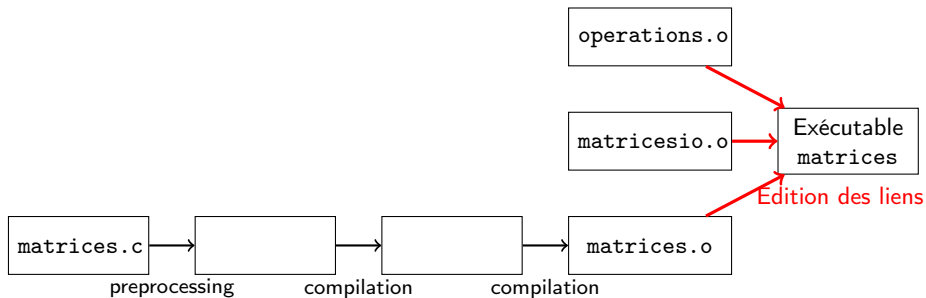 operations.o
matricesio.o
Exécutable
matrices
Édition des liens
matrices.c
matrices.o
preprocessing
compilation
compilation